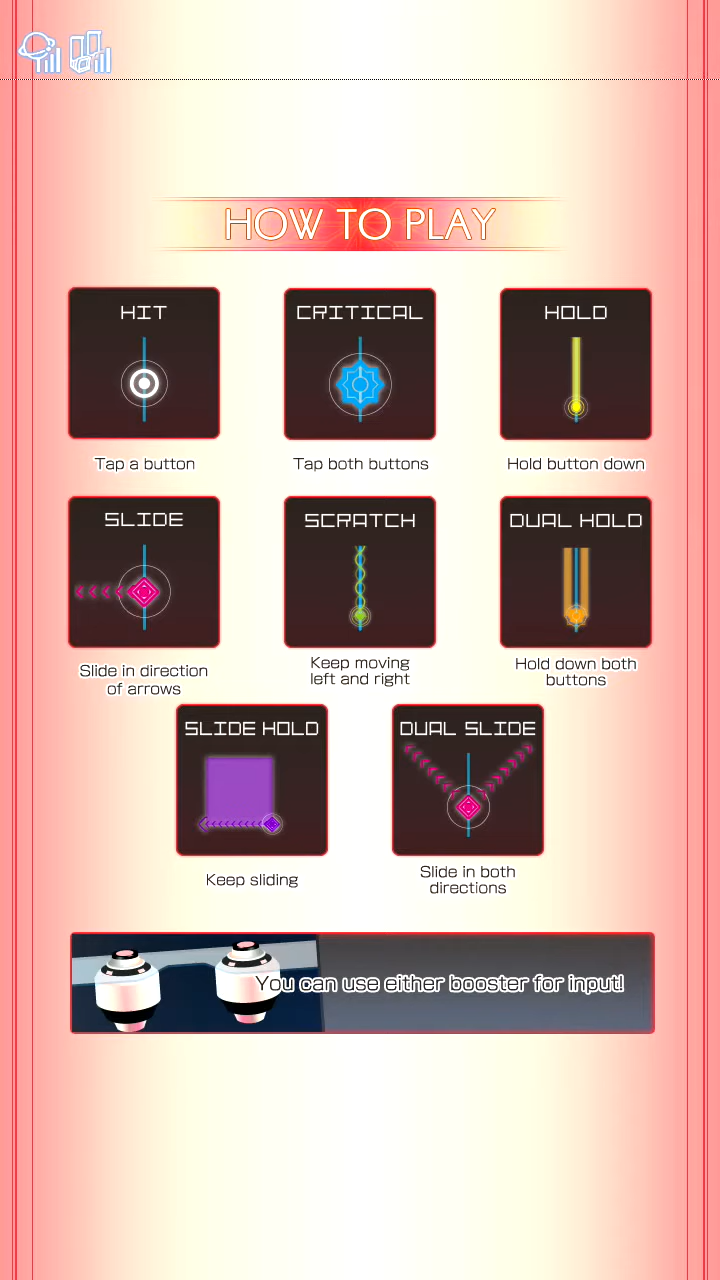 HOW TO PLAY
HIT
CRITICAL
HOLD
Tap a button
Tap both buttons
Hold button down
SLIDE
SCRATCH
DUAL HOLD
Slide in direction
of arrows
Keep moving
left and right
Hold down both
buttons
SLIDE HOLD
DUAL SLIDE
Keep sliding
Slide in both
directions
You can use either booster for input!